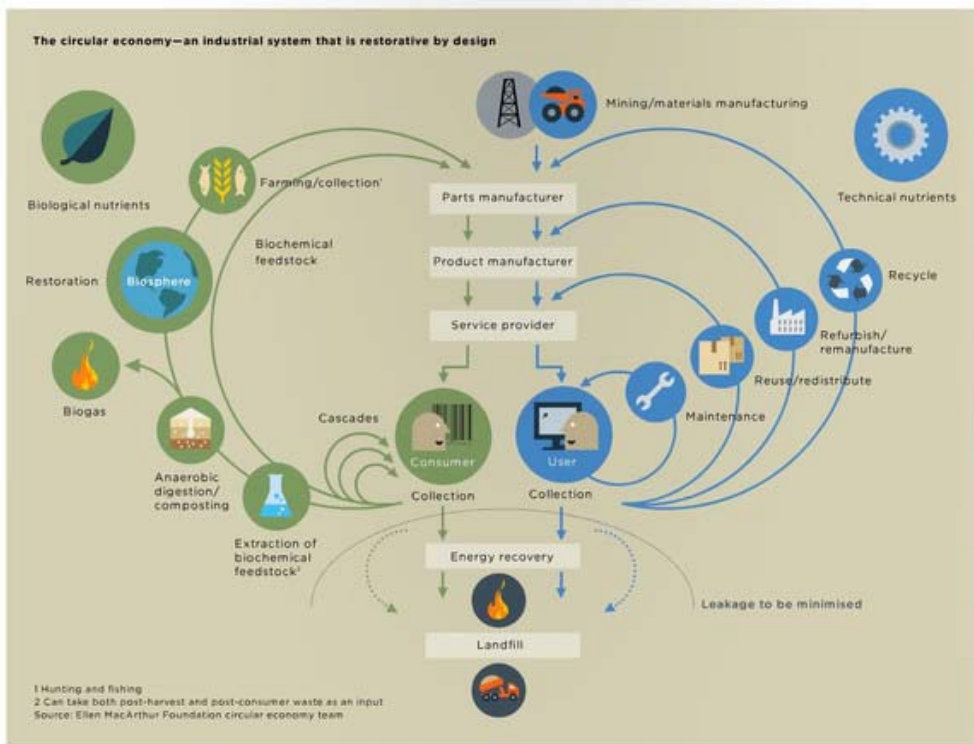 The circular economy—an industrial system that is restorative by design
Mining/materials manufacturing
Biological nutrients
Farming/collection¹
Parts manufacturer
Technical nutrients
Biochemical
feedstock
Restoration
Biosphere
Product manufacturer
Recycle
Service provider
Refurbish/
remanufacture
Biogas
Reuse/redistribute
Cascades
Maintenance
Consumer
User
Anaerobic
digestion/
composting
Collection
Collection
Extraction of
biochemical
feedstock²
Energy recovery
Leakage to be minimised
Landfill
1 Hunting and fishing
2 Can take both post-harvest and post-consumer waste as an input
Source: Ellen MacArthur Foundation circular economy team